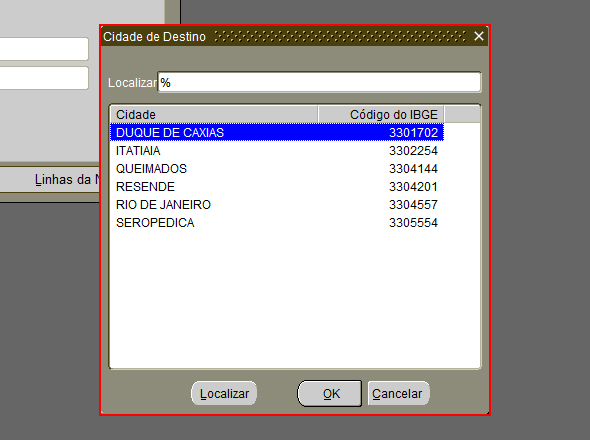 Cidade de Destino
Localizar %
Cidade Código do IBGE
DUQUE DE CAXIAS 3301702
ITATIAIA 3302254
QUEIMADOS 3304144
RESENDE 3304201
RIO DE JANEIRO 3304557
SEROPEDICA 3305554
Linhas da
Localizar OK Cancelar